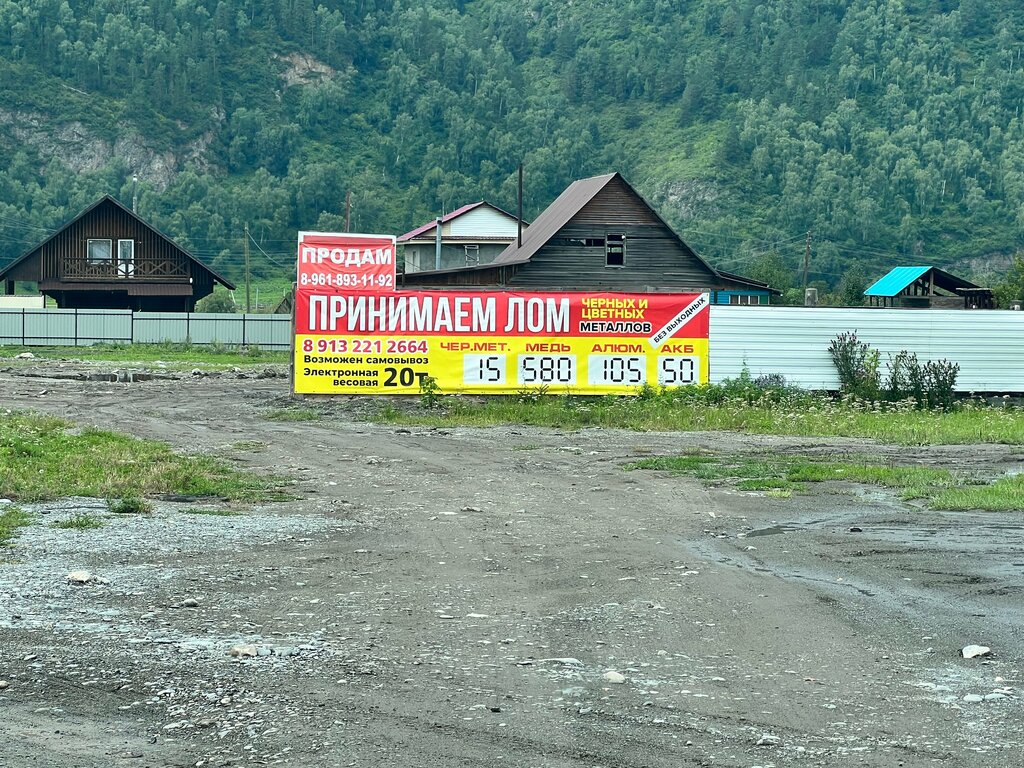 ПРОДАМ
8-961-893-11-92
ПРИНИМАЕМ ЛОМ
ЧЕРНЫХ И
ЦВЕТНЫХ
МЕТАЛЛОВ
БЕЗ ВЫХОДНЫХ
8 913 221 2664
Возможен самовывоз
Электронная
весовая 20т
ЧЕР.МЕТ. МЕДЬ АЛЮМ. АКБ
15 580 105 50